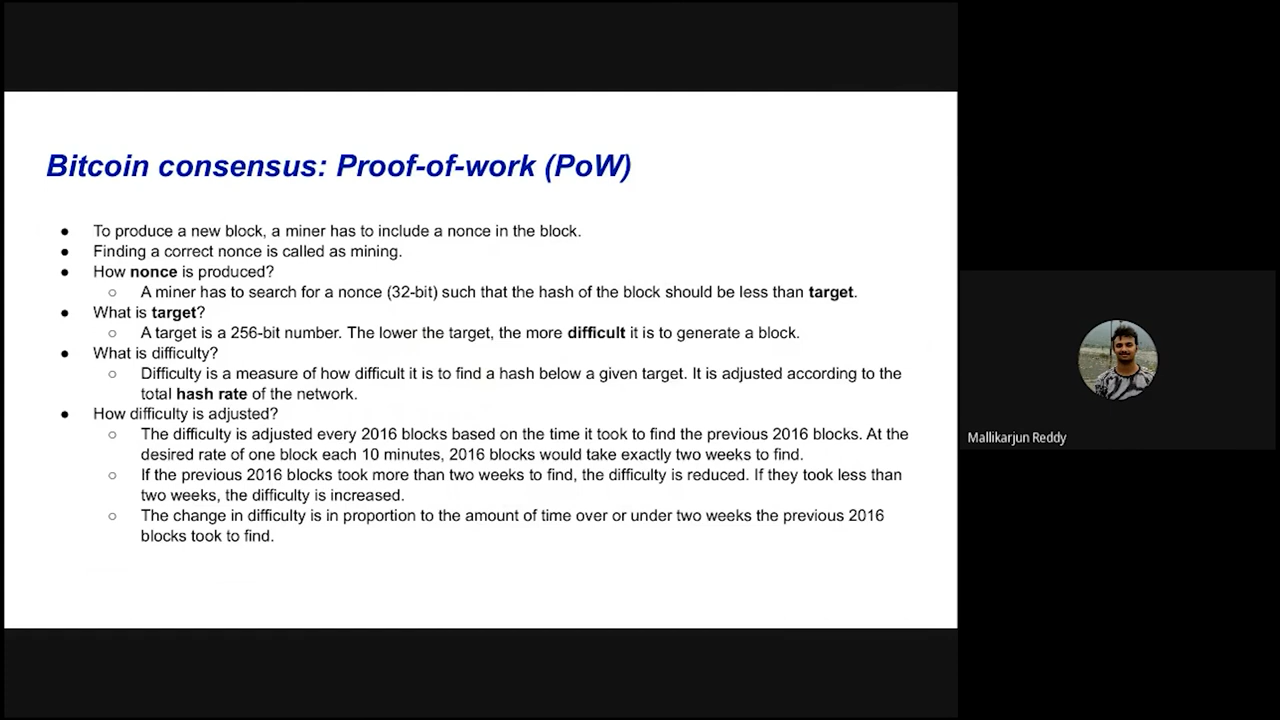 Bitcoin consensus: Proof-of-work (PoW)
● To produce a new block, a miner has to include a nonce in the block.
● Finding a correct nonce is called as mining.
● How nonce is produced?
○ A miner has to search for a nonce (32-bit) such that the hash of the block should be less than target.
● What is target?
○ A target is a 256-bit number. The lower the target, the more difficult it is to generate a block.
● What is difficulty?
○ Difficulty is a measure of how difficult it is to find a hash below a given target. It is adjusted according to the
total hash rate of the network.
● How difficulty is adjusted?
○ The difficulty is adjusted every 2016 blocks based on the time it took to find the previous 2016 blocks. At the
desired rate of one block each 10 minutes, 2016 blocks would take exactly two weeks to find.
○ If the previous 2016 blocks took more than two weeks to find, the difficulty is reduced. If they took less than
two weeks, the difficulty is increased.
○ The change in difficulty is in proportion to the amount of time over or under two weeks the previous 2016
blocks took to find.
Mallikarjun Reddy